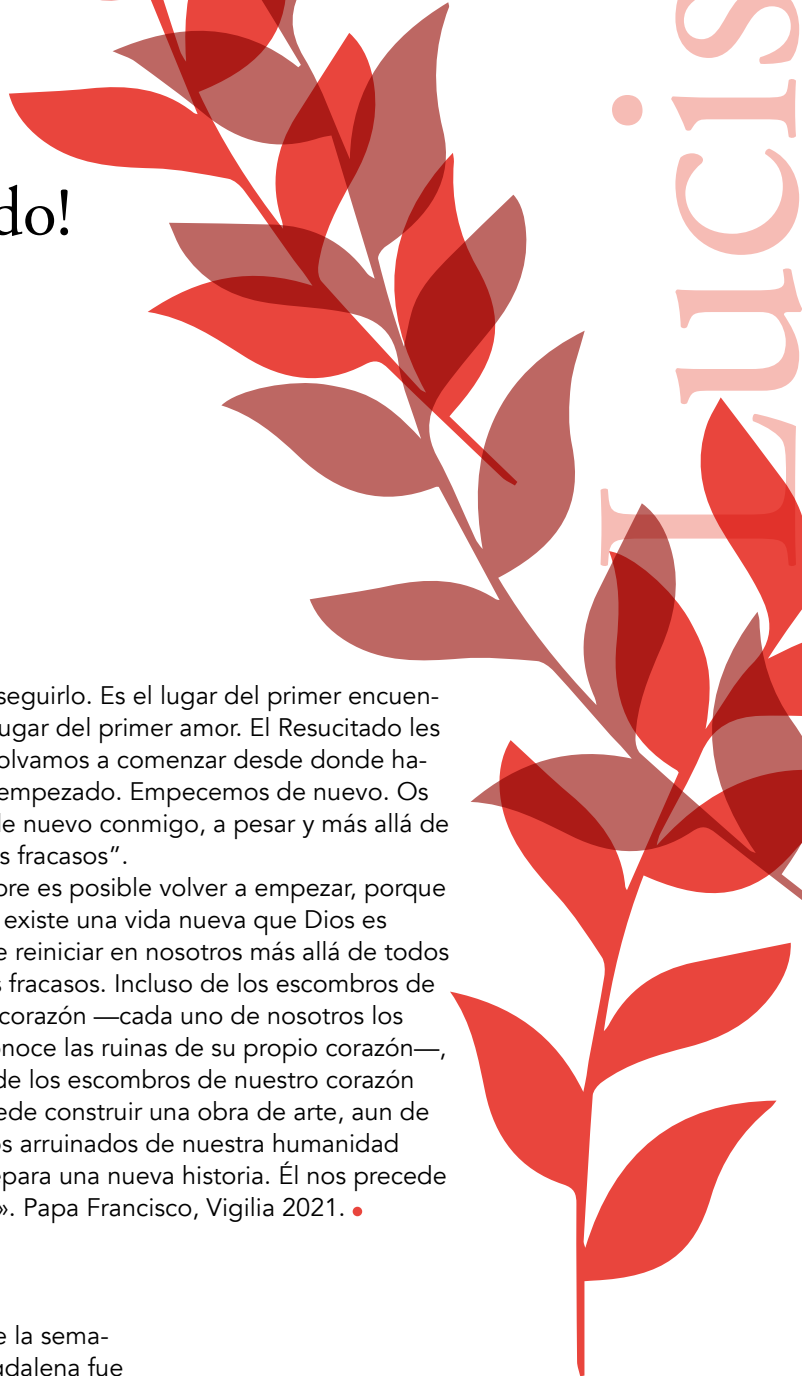 do!
seguirlo. Es el lugar del primer encuen-
ugar del primer amor. El Resucitado les
olvamos a comenzar desde donde ha-
empezado. Empecemos de nuevo. Os
de nuevo conmigo, a pesar y más allá de
s fracasos”.
ore es posible volver a empezar, porque
existe una vida nueva que Dios es
e reiniciar en nosotros más allá de todos
s fracasos. Incluso de los escombros de
corazón —cada uno de nosotros los
noce las ruinas de su propio corazón—,
de los escombros de nuestro corazón
ede construir una obra de arte, aun de
os arruinados de nuestra humanidad
epara una nueva historia. Él nos precede
». Papa Francisco, Vigilia 2021. •
e la sema-
gdalena fue
Lucis